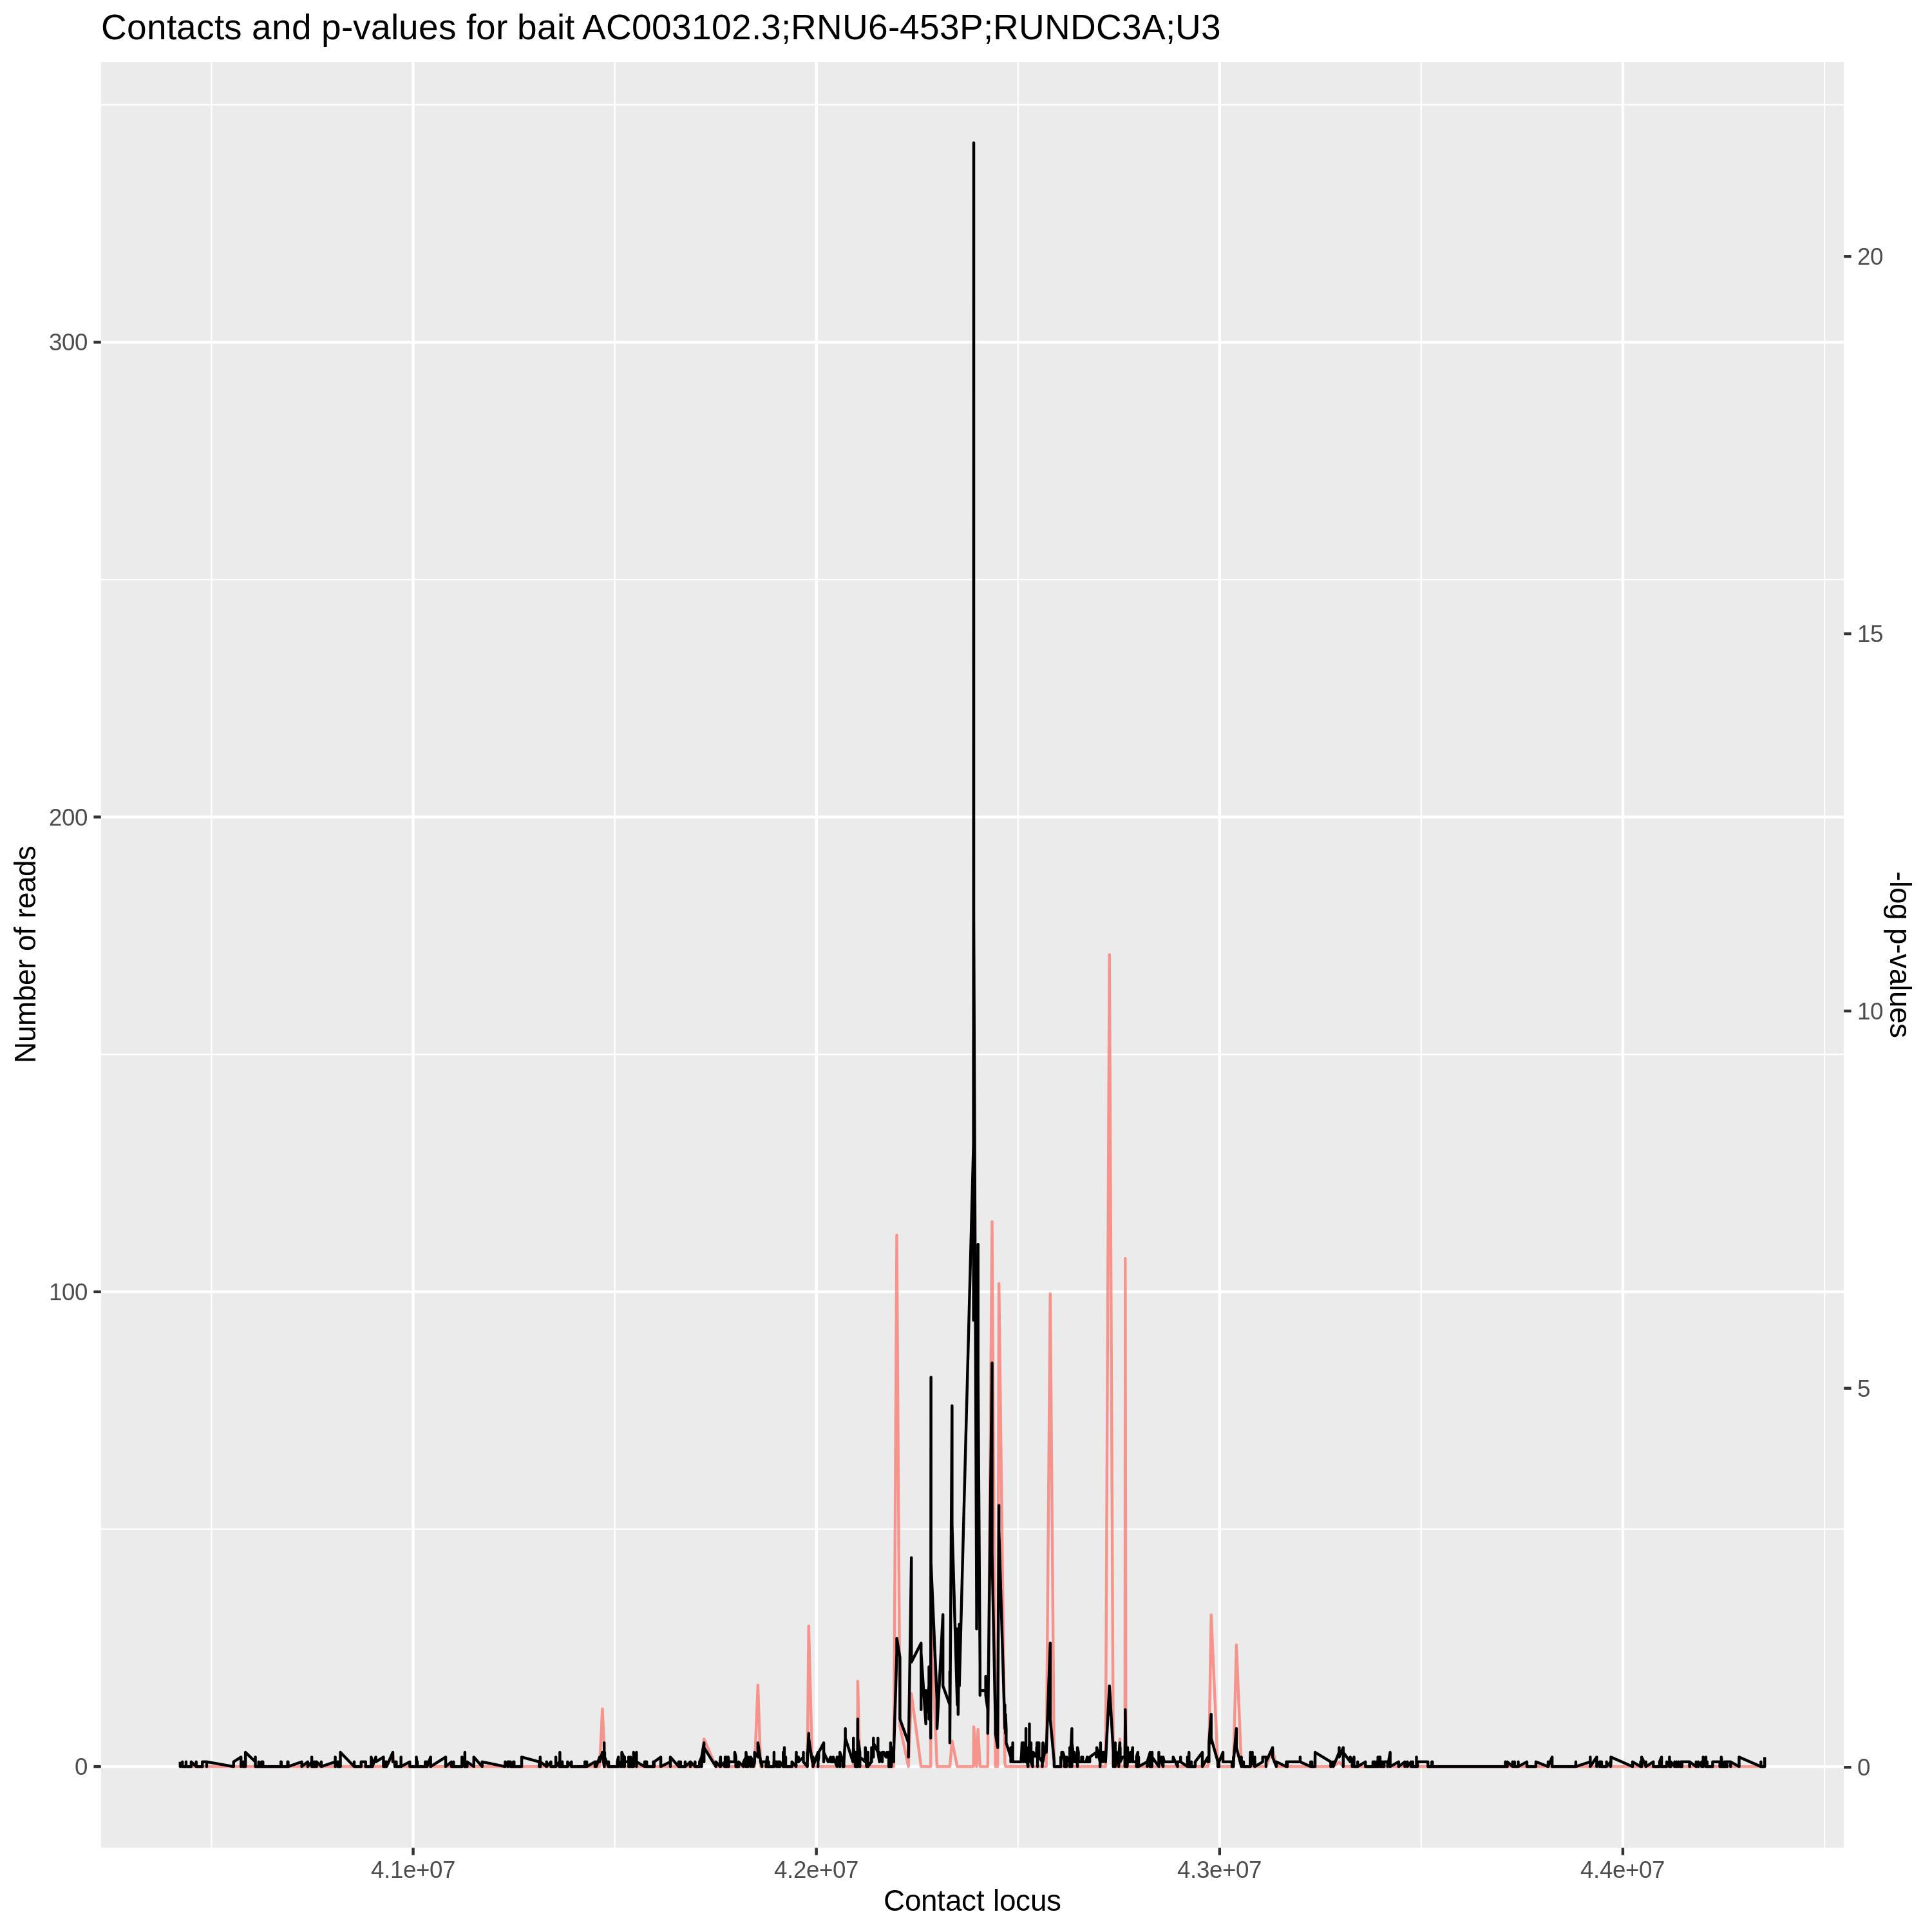 Contacts and p-values for bait AC003102.3;RNU6-453P;RUNDC3A;U3
300
200
100
0
Number of reads
20
15
10
5
0
-log p-values
4.1e+07 4.2e+07 4.3e+07 4.4e+07
Contact locus